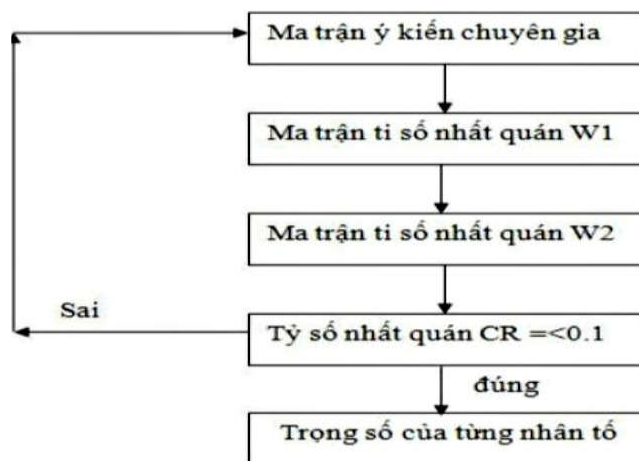 Ma trận ý kiến chuyên gia
Ma trận ti số nhất quán W1
Ma trận ti số nhất quán W2
Sai
Tỷ số nhất quán CR =<0.1
đúng
Trọng số của từng nhân tố